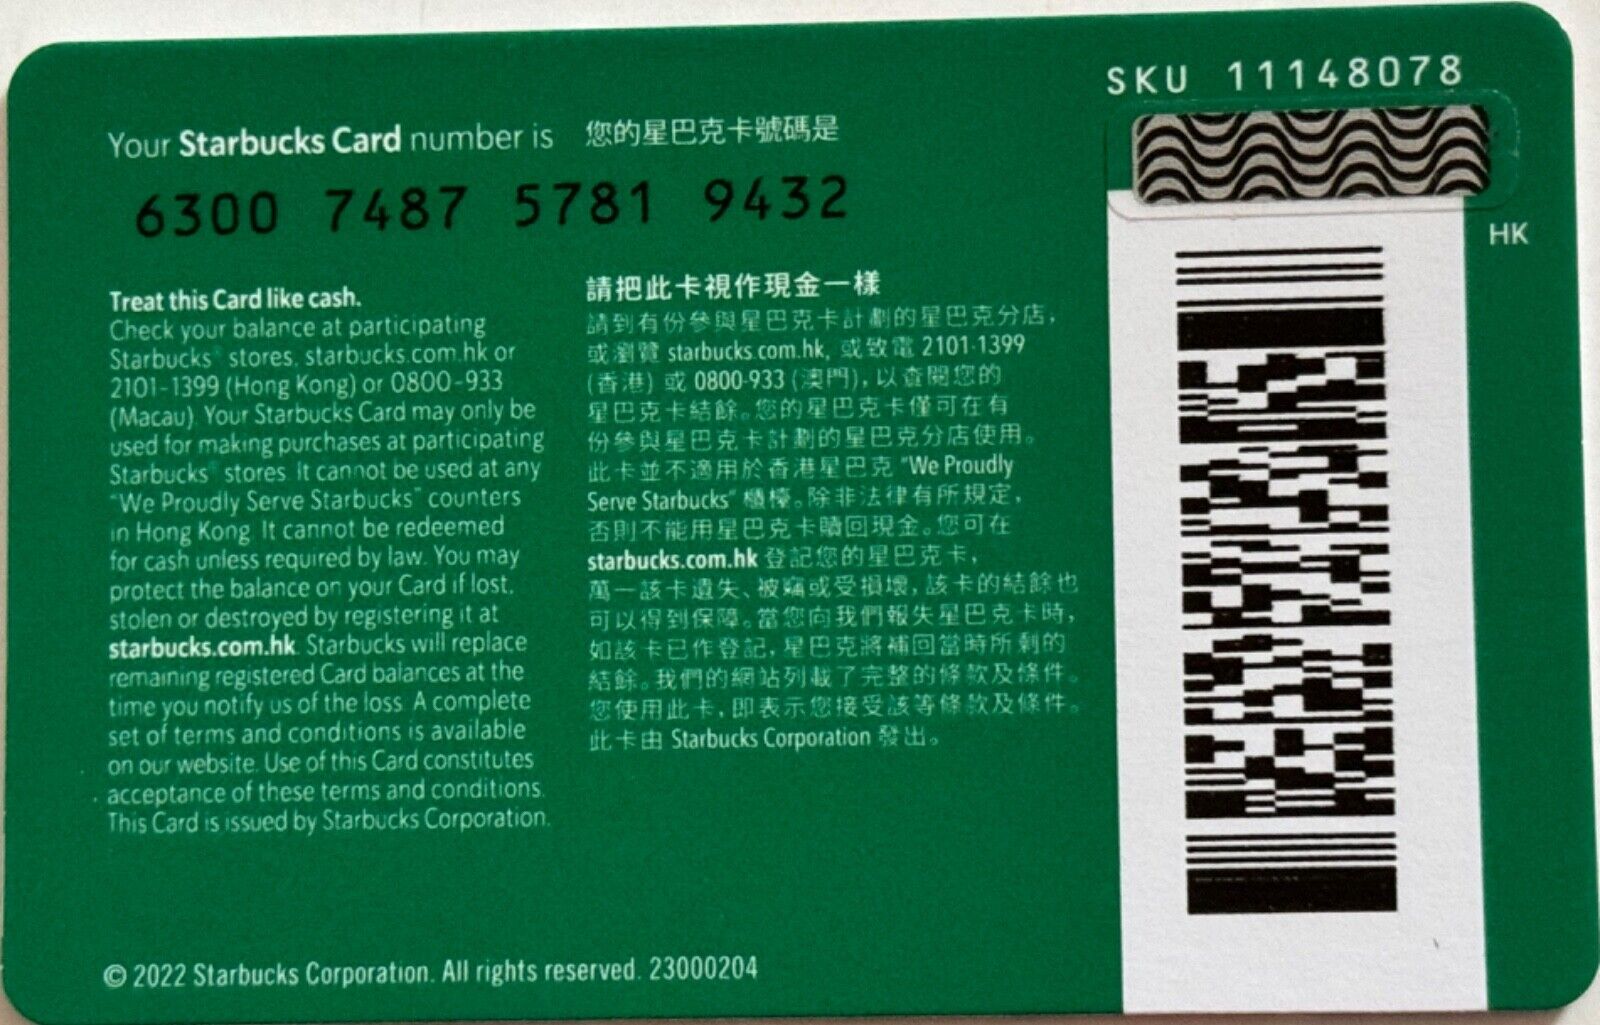 SKU 11148078
Your Starbucks Card number is 您的星巴克卡號碼是
6300 7487 5781 9432
HK
Treat this Card like cash.
Check your balance at participating
Starbucks® stores, starbucks.com.hk or
2101-1399 (Hong Kong) or 0800-933
(Macau). Your Starbucks Card may only be
used for making purchases at participating
Starbucks® stores. It cannot be used at any
“We Proudly Serve Starbucks” counters
in Hong Kong. It cannot be redeemed
for cash unless required by law. You may
protect the balance on your Card if lost,
stolen or destroyed by registering it at
starbucks.com.hk. Starbucks will replace
remaining registered Card balances at the
time you notify us of the loss. A complete
set of terms and conditions is available
on our website. Use of this Card constitutes
acceptance of these terms and conditions.
This Card is issued by Starbucks Corporation.
請把此卡視作現金一樣
請到有份參與星巴克卡計劃的星巴克分店，
或瀏覽 starbucks.com.hk, 或致電 2101-1399
(香港) 或 0800-933 (澳門)，以查閱您的
星巴克卡結餘。您的星巴克卡僅可在有
份參與星巴克卡計劃的星巴克分店使用。
此卡並不適用於香港星巴克 “We Proudly
Serve Starbucks” 櫃檯。除非法律有所規定，
否則不能用星巴克卡贖回現金。您可在
starbucks.com.hk 登記您的星巴克卡，
萬一該卡遺失、被竊或受損壞，該卡的結餘也
可以得到保障。當您向我們報失星巴克卡時，
如該卡已作登記，星巴克將補回當時所剩的
結餘。我們的網站列載了完整的條款及條件。
您使用此卡，即表示您接受該等條款及條件。
此卡由 Starbucks Corporation 發出。
© 2022 Starbucks Corporation. All rights reserved. 23000204